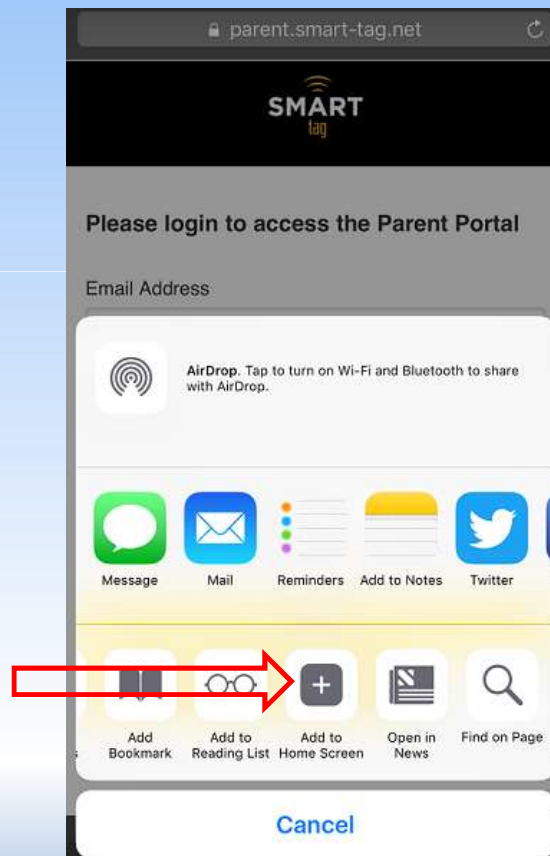 parent.smart-tag.net
SMART
tag
Please login to access the Parent Portal
Email Address
AirDrop. Tap to turn on Wi-Fi and Bluetooth to share
with AirDrop.
Message Mail Reminders Add to Notes Twitter
Add Add to Add to Open in Find on Page
Bookmark Reading List Home Screen News
Cancel